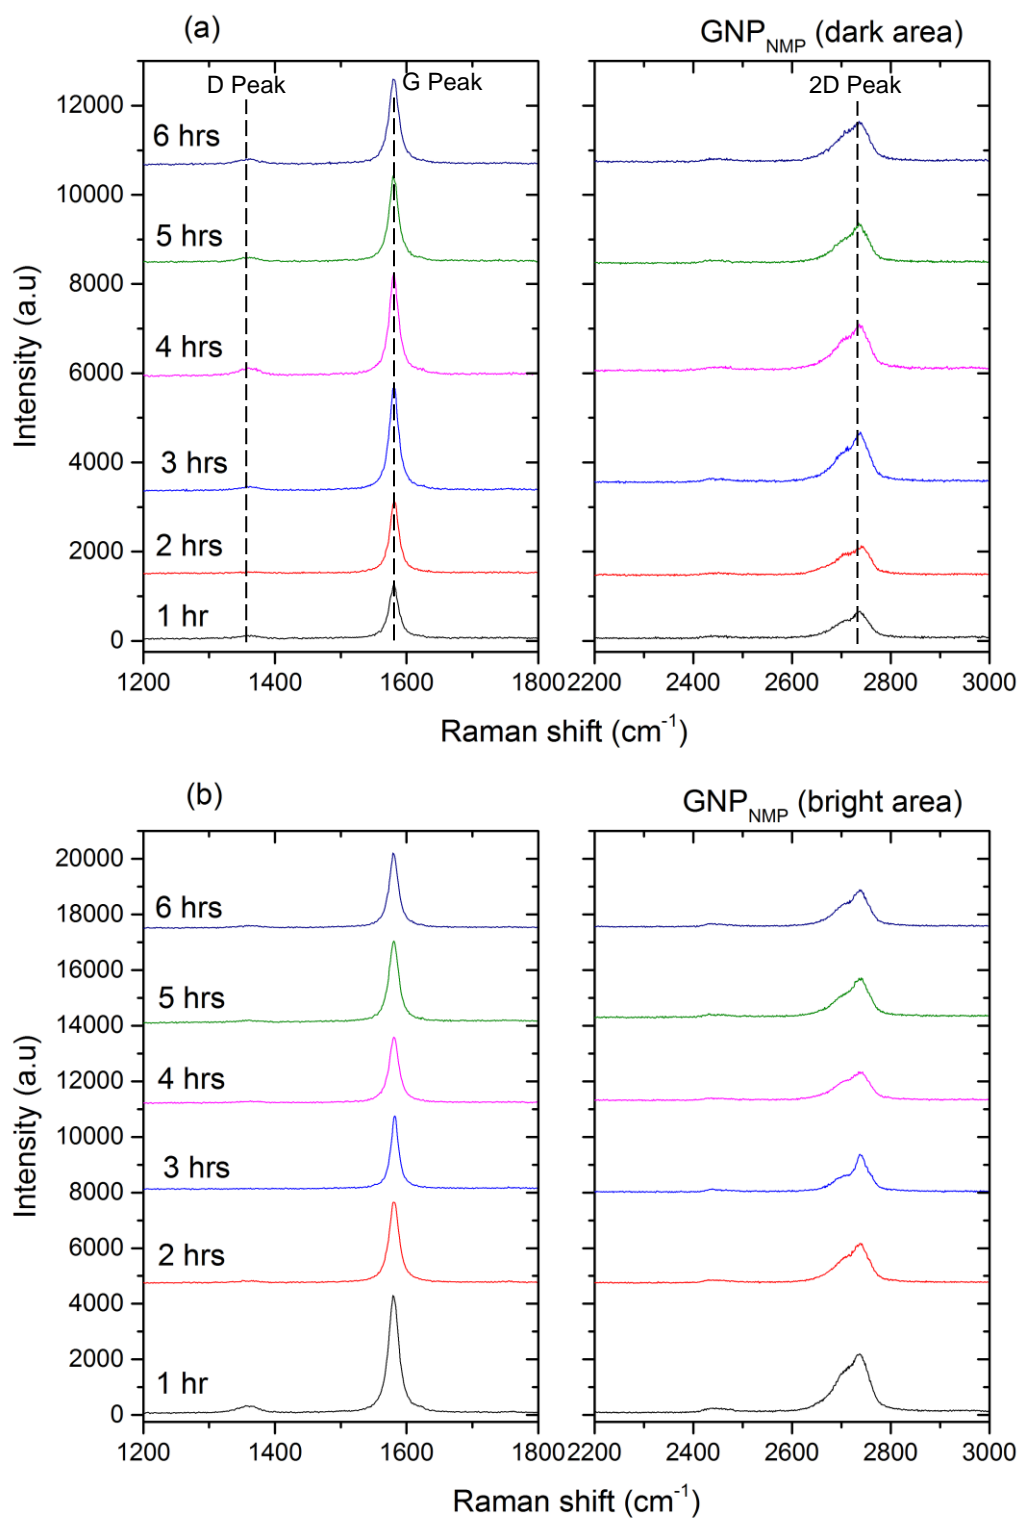 (a)
GNP_NMP (dark area)
D Peak
G Peak
2D Peak
12000
10000
8000
6000
4000
2000
0
6 hrs
5 hrs
4 hrs
3 hrs
2 hrs
1 hr
Intensity (a.u)
1200 1400 1600 1800 2200 2400 2600 2800 3000
Raman shift (cm⁻¹)
(b)
GNP_NMP (bright area)
20000
18000
16000
14000
12000
10000
8000
6000
4000
2000
0
6 hrs
5 hrs
4 hrs
3 hrs
2 hrs
1 hr
Intensity (a.u)
1200 1400 1600 1800 2200 2400 2600 2800 3000
Raman shift (cm⁻¹)